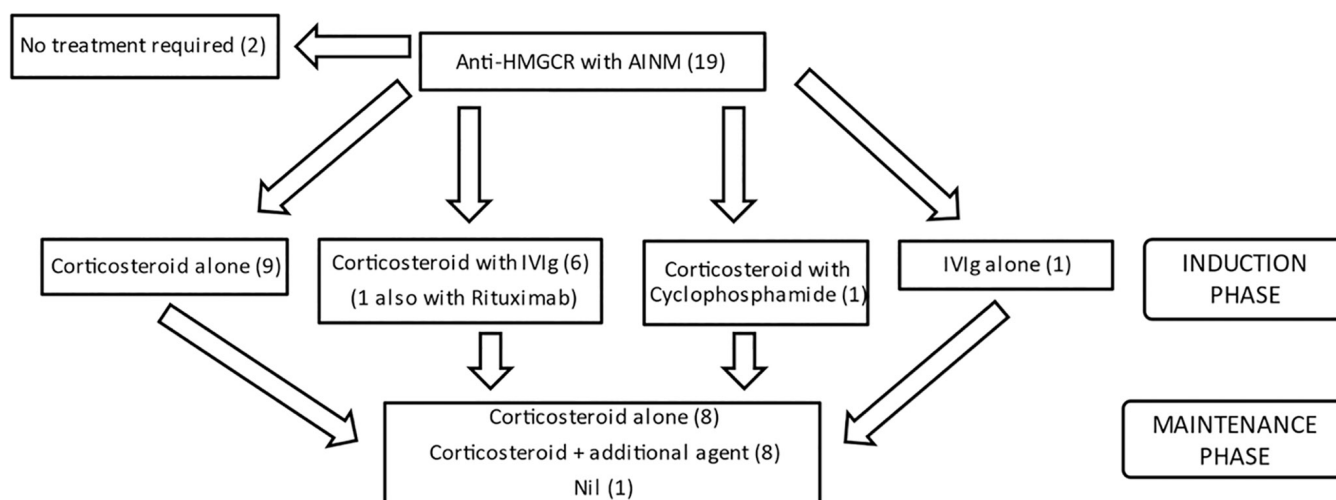 No treatment required (2)
Anti-HMGCR with AINM (19)
Corticosteroid alone (9)
Corticosteroid with IVIg (6)
(1 also with Rituximab)
Corticosteroid with
Cyclophosphamide (1)
IVIg alone (1)
INDUCTION
PHASE
Corticosteroid alone (8)
Corticosteroid + additional agent (8)
Nil (1)
MAINTENANCE
PHASE